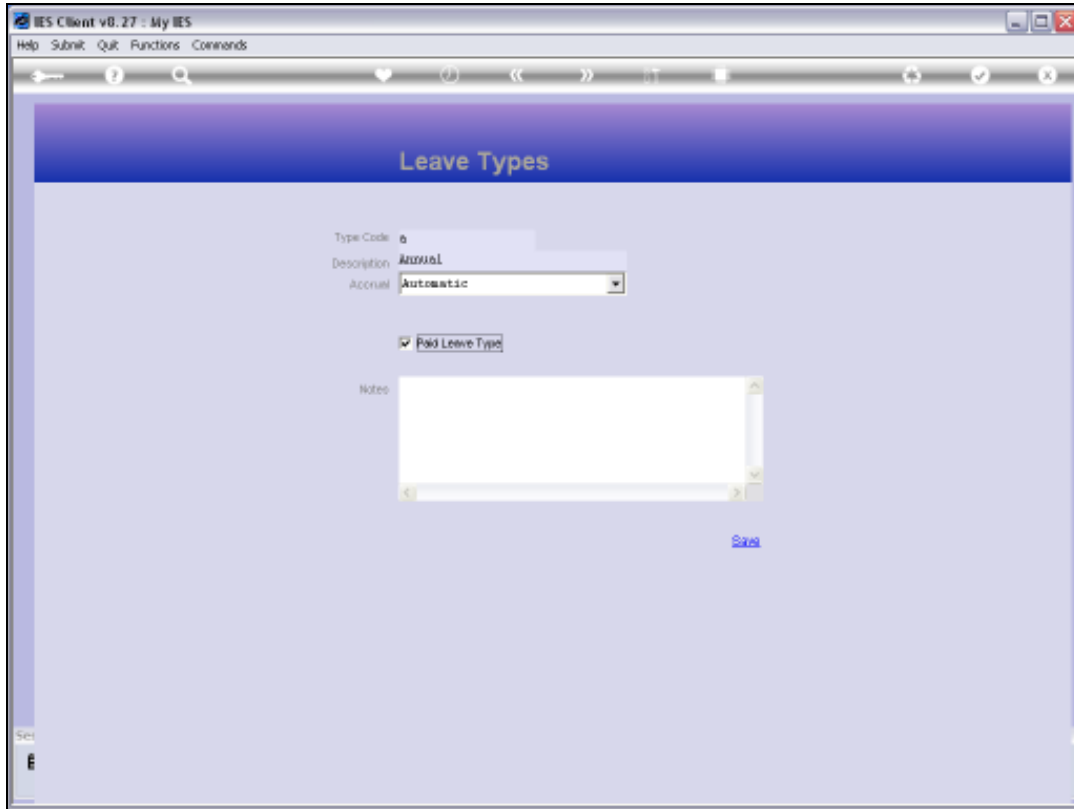 IES Client v8.27 : My IES
Help Submit Quit Functions Commands
Leave Types
Type Code
Description Annual
Accrual Automatic
Paid Leave Type
Notes
Save